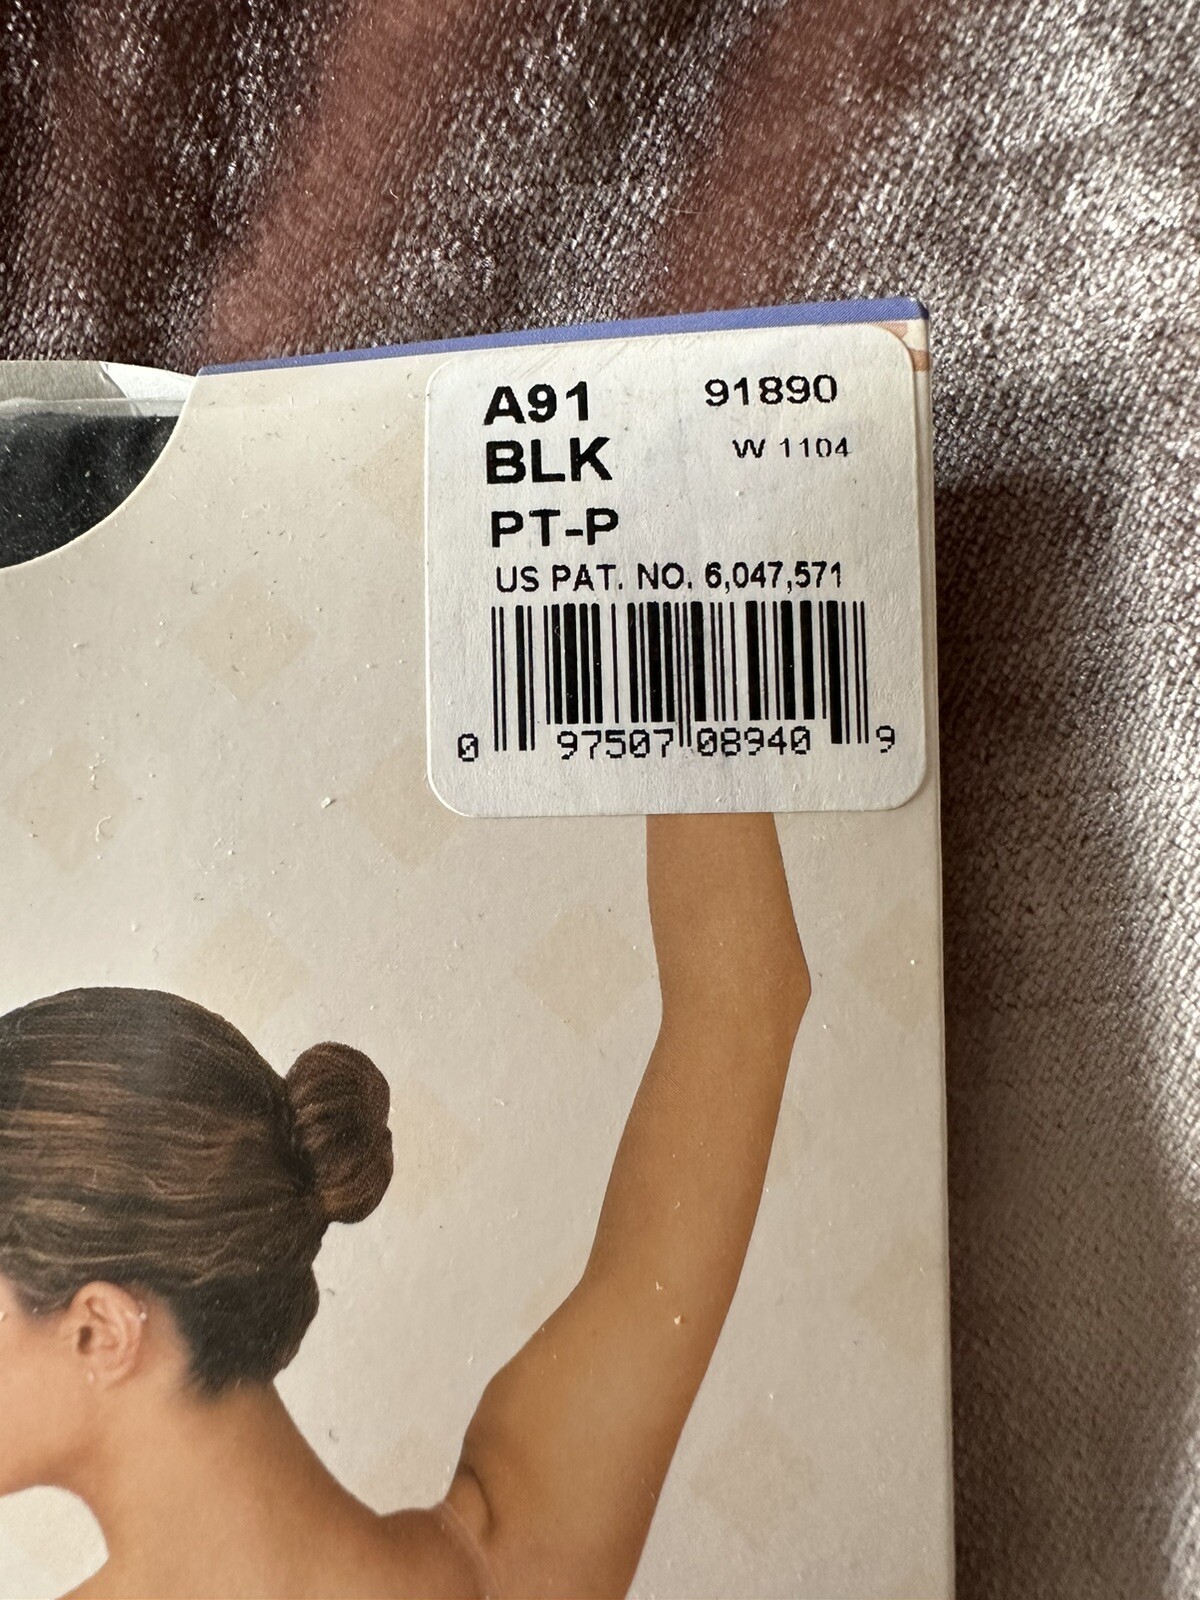 A91 91890
BLK W 1104
PT-P
US PAT. NO. 6,047,571
0 97507 08940 9